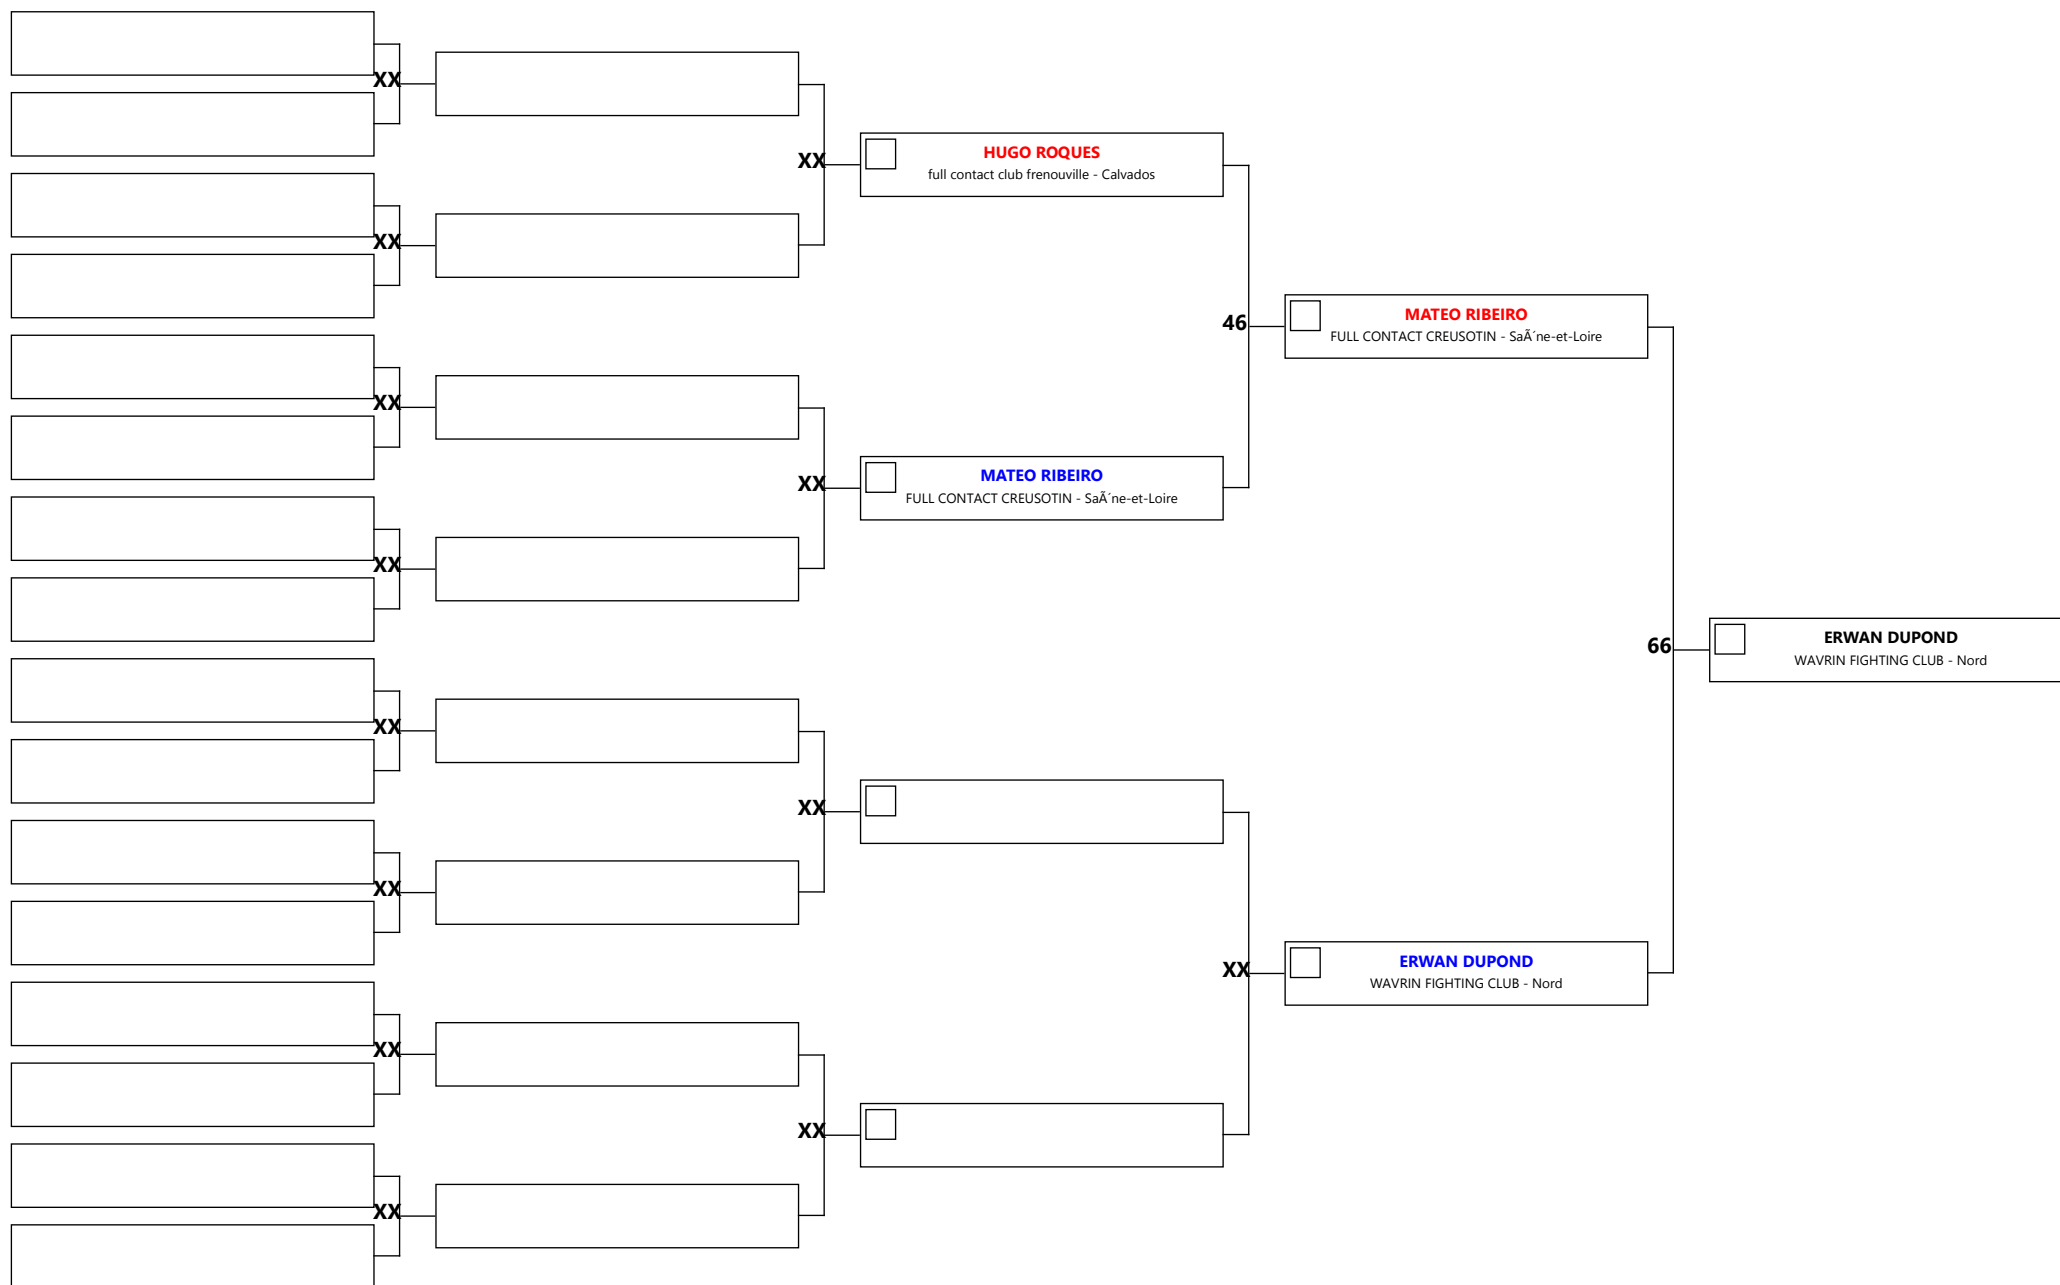 XX
XX
XX
XX
XX
XX
XX
XX
XX
XX
XX
XX
HUGO ROQUES
full contact club frenouville - Calvados
MATEO RIBEIRO
FULL CONTACT CREUSOTIN - SaÃ´ne-et-Loire
46
XX
MATEO RIBEIRO
FULL CONTACT CREUSOTIN - SaÃ´ne-et-Loire
ERWAN DUPOND
WAVRIN FIGHTING CLUB - Nord
66
ERWAN DUPOND
WAVRIN FIGHTING CLUB - Nord